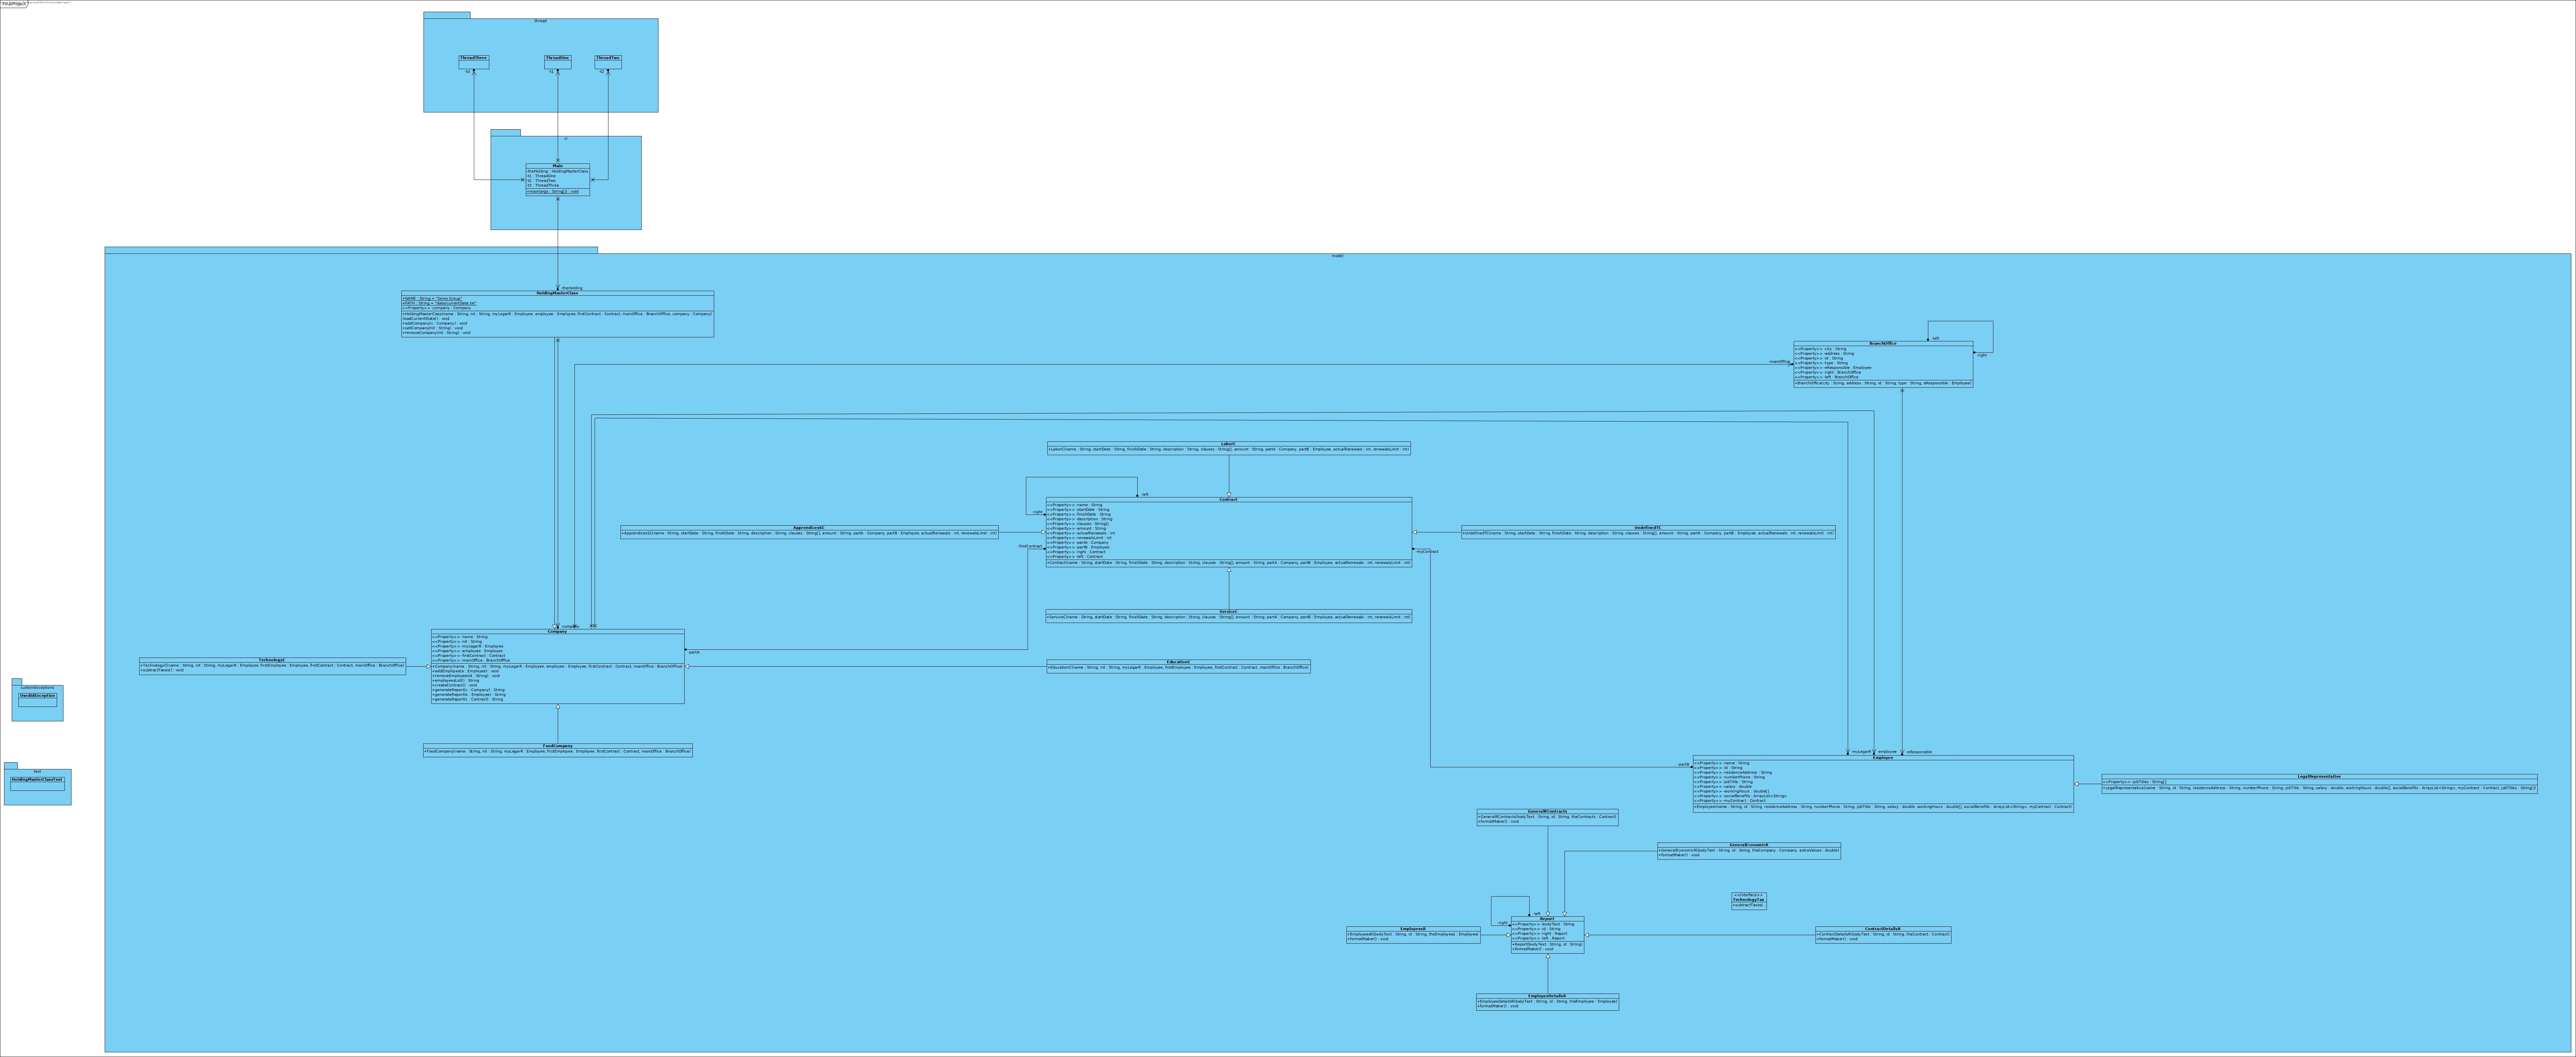 FinalProject
thread
ThreadThree
ThreadOne
ThreadTwo
-t3
-t1
-t2
ui
Main
-theHolding : HoldingMasterClass
-t1 : ThreadOne
-t2 : ThreadTwo
-t3 : ThreadThree
+main(args : String[]) : void
model
-theHolding
HoldingMasterClass
+NAME : String =
+PATH : String = "data/currentData.txt"
<<Property>> -company : Company
+HoldingMasterClass(name : String, nit : String, myLegalR : Employee, employee : Employee, firstContract : Contract, mainOffice : BranchOffice, company : Company)
-loadCurrentState() : void
+addCompany(c : Company) : void
+sellCompany(nit : String) : void
+removeCompany(nit : String) : void
-left
BranchOffice
-right
-mainOffice
<<Property>> -city : String
<<Property>> -address : String
<<Property>> -id : String
<<Property>> -type : String
<<Property>> -eResponsible : Employee
<<Property>> -right : BranchOffice
<<Property>> -left : BranchOffice
+BranchOffice(city : String, address : String, id : String, type : String, eResponsible : Employee)
LaborC
+LaborC(name : String, startDate : String, finishDate : String, description : String, clauses : String[], amount : String, partA : Company, partB : Employee, actualRenewals : int, renewalsLimit : int)
-left
Contract
-right
<<Property>> -name : String
<<Property>> -startDate : String
<<Property>> -finishDate : String
<<Property>> -description : String
<<Property>> -clauses : String[]
<<Property>> -amount : String
<<Property>> -actualRenewals : int
<<Property>> -renewalsLimit : int
<<Property>> -partA : Company
<<Property>> -partB : Employee
<<Property>> -right : Contract
<<Property>> -left : Contract
+Contract(name : String, startDate : String, finishDate : String, description : String, clauses : String[], amount : String, partA : Company, partB : Employee, actualRenewals : int, renewalsLimit : int)
-firstContract
-myContract
ApprendicesSC
+ApprendicesSC(name : String, startDate : String, finishDate : String, description : String, clauses : String[], amount : String, partA : Company, partB : Employee, actualRenewals : int, renewalsLimit : int)
UndefinedTC
+UndefinedTC(name : String, startDate : String, finishDate : String, description : String, clauses : String[], amount : String, partA : Company, partB : Employee, actualRenewals : int, renewalsLimit : int)
ServiceC
+ServiceC(name : String, startDate : String, finishDate : String, description : String, clauses : String[], amount : String, partA : Company, partB : Employee, actualRenewals : int, renewalsLimit : int)
-company
Company
<<Property>> -name : String
<<Property>> -nit : String
<<Property>> -myLegalR : Employee
<<Property>> -employee : Employee
<<Property>> -firstContract : Contract
<<Property>> -mainOffice : BranchOffice
+Company(name : String, nit : String, myLegalR : Employee, employee : Employee, firstContract : Contract, mainOffice : BranchOffice)
+addEmployee(e : Employee) : void
+removeEmployee(id : String) : void
+employeesList() : String
+createContract() : void
+generateReport(c : Company) : String
+generateReport(e : Employee) : String
+generateReport(c : Contract) : String
-partA
TechnologyC
+TechnologyC(name : String, nit : String, myLegalR : Employee, firstEmployee : Employee, firstContract : Contract, mainOffice : BranchOffice)
+subtractTaxes() : void
EducationC
+EducationC(name : String, nit : String, myLegalR : Employee, firstEmployee : Employee, firstContract : Contract, mainOffice : BranchOffice)
FoodCompany
+FoodCompany(name : String, nit : String, myLegalR : Employee, firstEmployee : Employee, firstContract : Contract, mainOffice : BranchOffice)
customExceptions
UsedIdException
test
HoldingMasterClassTest
-myLegalR
-employee
-eResponsible
-partB
Employee
<<Property>> -name : String
<<Property>> -id : String
<<Property>> -residenceAddress : String
<<Property>> -numberPhone : String
<<Property>> -jobTitle : String
<<Property>> -salary : double
<<Property>> -workingHours : double[]
<<Property>> -socialBenefits : ArrayList<String>
<<Property>> -myContract : Contract
+Employee(name : String, id : String, residenceAddress : String, numberPhone : String, jobTitle : String, salary : double, workingHours : double[], socialBenefits : ArrayList<String>, myContract : Contract)
LegalRepresentative
<<Property>> -jobTitles : String[]
+LegalRepresentative(name : String, id : String, residenceAddress : String, numberPhone : String, jobTitle : String, salary : double, workingHours : double[], socialBenefits : ArrayList<String>, myContract : Contract, jobTitles : String[])
GeneralRContracts
+GeneralRContracts(bodyText : String, id : String, theContracts : Contract)
+formatMaker() : void
GeneralEconomicR
+GeneralEconomicR(bodyText : String, id : String, theCompany : Company, extraValues : double)
+formatMaker() : void
<<Interface>>
TechnologyTax
+subtractTaxes(..
-left
-right
Report
<<Property>> -bodyText : String
<<Property>> -id : String
<<Property>> -right : Report
<<Property>> -left : Report
+Report(bodyText : String, id : String)
+formatMaker() : void
EmployeesR
+EmployeesR(bodyText : String, id : String, theEmployees : Employee)
+formatMaker() : void
ContractDetailsR
+ContractDetailsR(bodyText : String, id : String, theContract : Contract)
+formatMaker() : void
EmployeeDetailsR
+EmployeeDetailsR(bodyText : String, id : String, theEmployee : Employee)
+formatMaker() : void